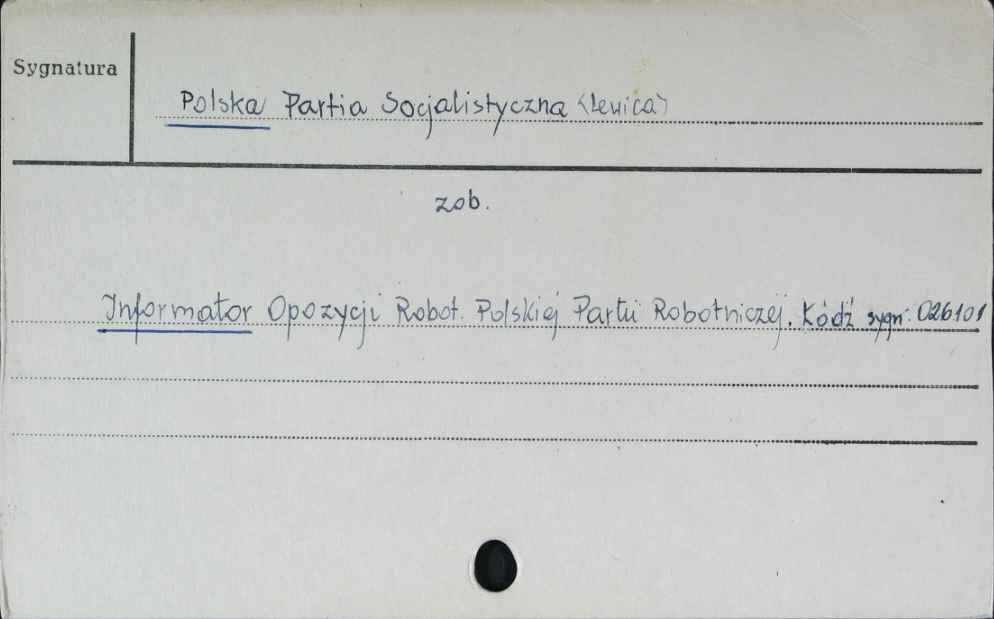 Sygnatura
Polska Partia Socjalistyczna (Lewica)
zob.
Informator Opozycji Robot. Polskiej Partii Robotniczej. Łódź sygn: 026101